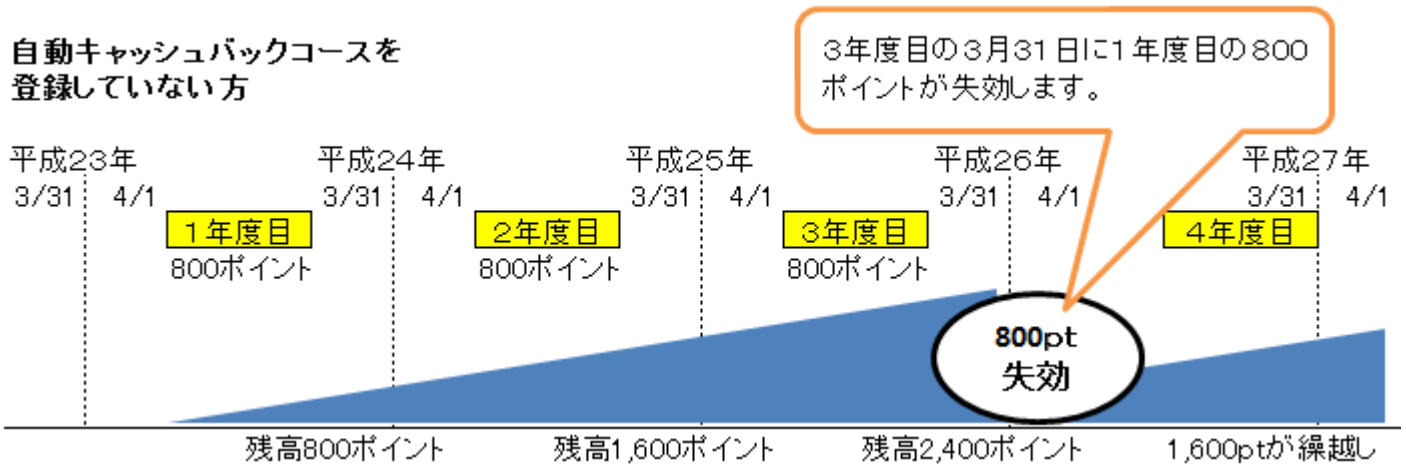 自動キャッシュバックコースを
登録していない方
3年度目の3月31日に1年度目の800
ポイントが失効します。
平成23年 平成24年 平成25年 平成26年 平成27年
3/31 4/1 3/31 4/1 3/31 4/1 3/31 4/1 3/31 4/1
1年度目 2年度目 3年度目 4年度目
800ポイント 800ポイント 800ポイント
800pt
失効
残高800ポイント 残高1,600ポイント 残高2,400ポイント 1,600ptが繰越し